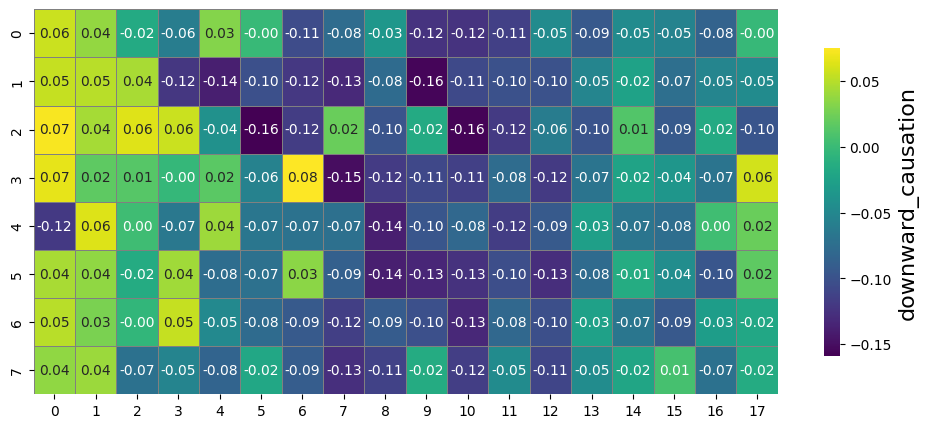 0 0.06 0.04 -0.02 -0.06 0.03 -0.00 -0.11 -0.08 -0.03 -0.12 -0.12 -0.11 -0.05 -0.09 -0.05 -0.05 -0.08 -0.00
1 0.05 0.05 0.04 -0.12 -0.14 -0.10 -0.12 -0.13 -0.08 -0.16 -0.11 -0.10 -0.10 -0.05 -0.02 -0.07 -0.05 -0.05
2 0.07 0.04 0.06 0.06 -0.04 -0.16 -0.12 0.02 -0.10 -0.02 -0.16 -0.12 -0.06 -0.10 0.01 -0.09 -0.02 -0.10
3 0.07 0.02 0.01 -0.00 0.02 -0.06 0.08 -0.15 -0.12 -0.11 -0.11 -0.08 -0.12 -0.07 -0.02 -0.04 -0.07 0.06
4 -0.12 0.06 0.00 -0.07 0.04 -0.07 -0.07 -0.07 -0.14 -0.10 -0.08 -0.12 -0.09 -0.03 -0.07 -0.08 0.00 0.02
5 0.04 0.04 -0.02 0.04 -0.08 -0.07 0.03 -0.09 -0.14 -0.13 -0.13 -0.10 -0.13 -0.08 -0.01 -0.04 -0.10 0.02
6 0.05 0.03 -0.00 0.05 -0.05 -0.08 -0.09 -0.12 -0.09 -0.10 -0.13 -0.08 -0.10 -0.03 -0.07 -0.09 -0.03 -0.02
7 0.04 0.04 -0.07 -0.05 -0.08 -0.02 -0.09 -0.13 -0.11 -0.02 -0.12 -0.05 -0.11 -0.05 -0.02 0.01 -0.07 -0.02
0 1 2 3 4 5 6 7 8 9 10 11 12 13 14 15 16 17
0.05
0.00
−0.05
−0.10
−0.15
downward_causation